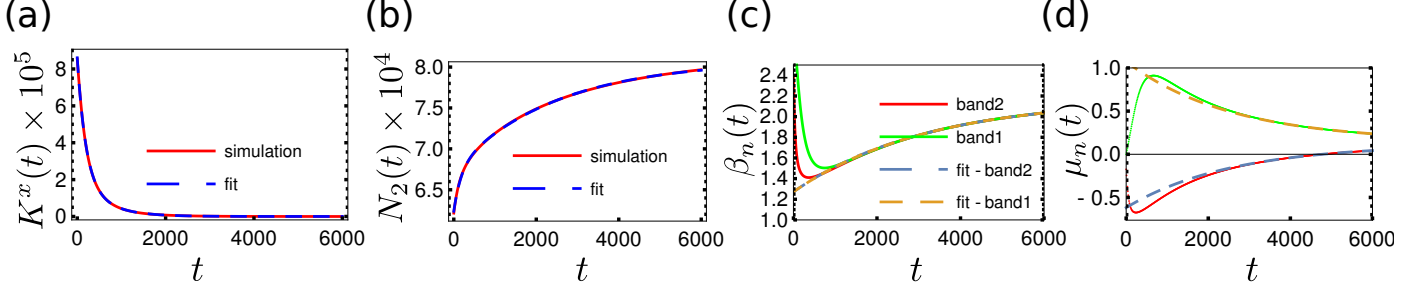 (a)
K^x(t) × 10^5
8
6
4
2
0
0 2000 4000 6000
t
simulation
fit
(b)
N_2(t) × 10^4
8.0
7.5
7.0
6.5
0 2000 4000 6000
t
simulation
fit
(c)
β_n(t)
2.4
2.2
2.0
1.8
1.6
1.4
1.2
1.0
0 2000 4000 6000
t
band2
band1
fit - band2
fit - band1
(d)
μ_n(t)
1.0
0.5
0.0
- 0.5
0 2000 4000 6000
t